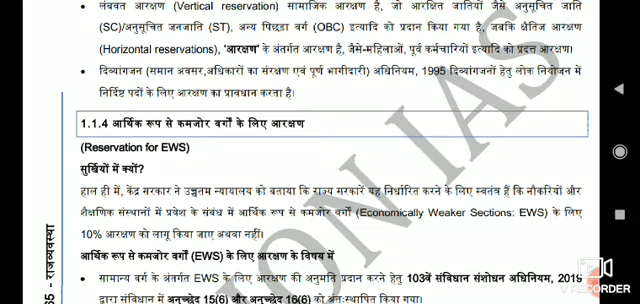 • लंबवत आरक्षण (Vertical reservation) सामाजिक आरक्षण है, जो आरक्षित जातियों जैसे अनुसूचित जाति
(SC)/अनुसूचित जनजाति (ST), अन्य पिछड़ा वर्ग (OBC) इत्यादि को प्रदान किया गया है, जबकि क्षैतिज आरक्षण
(Horizontal reservations), 'आरक्षण' के अंतर्गत आरक्षण है, जैसे-महिलाओं, पूर्व कर्मचारियों इत्यादि को प्रदत्त आरक्षण।
• दिव्यांगजन (समान अवसर,अधिकारों का संरक्षण एवं पूर्ण भागीदारी) अधिनियम, 1995 दिव्यांगजनों हेतु लोक नियोजन में
निर्दिष्ट पदों के लिए आरक्षण का प्रावधान करता है।
1.1.4 आर्थिक रूप से कमजोर वर्गों के लिए आरक्षण
(Reservation for EWS)
सुर्खियों में क्यों?
हाल ही में, केंद्र सरकार ने उच्चतम न्यायालय को बताया कि राज्य सरकारें यह निर्धारित करने के लिए स्वतंत्र हैं कि नौकरियों और
शैक्षणिक संस्थानों में प्रवेश के संबंध में आर्थिक रूप से कमजोर वर्गों (Economically Weaker Sections: EWS) के लिए
10% आरक्षण को लागू किया जाए अथवा नहीं।
आर्थिक रूप से कमजोर वर्गों (EWS) के लिए आरक्षण के विषय में
• सामान्य वर्ग के अंतर्गत EWS के लिए आरक्षण की अनुमति प्रदान करने हेतु 103वें संविधान संशोधन अधिनियम, 2019
द्वारा संविधान में अनुच्छेद 15(6) और अनुच्छेद 16(6) को अंतःस्थापित किया गया।
35 - राजव्यवस्था
ION IAS
V RECORDER